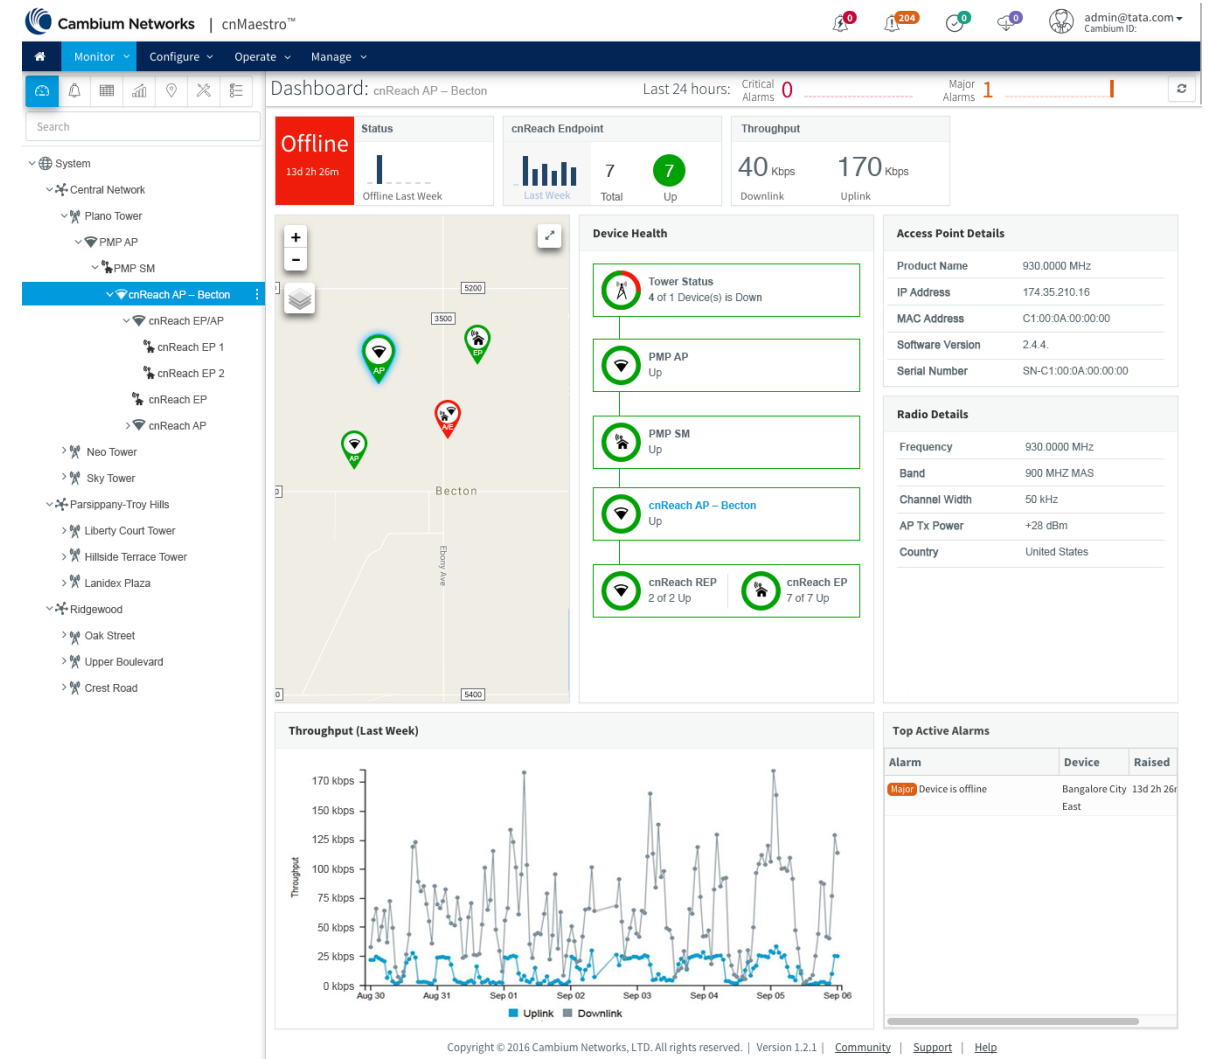 Cambium Networks | cnMaestro™
0 204 0 0 admin@tata.com
Cambium ID:
Monitor Configure Operate Manage
Dashboard: cnReach AP – Becton
Last 24 hours: Critical Alarms 0 Major Alarms 1
Search
System
Central Network
Plano Tower
PMP AP
PMP SM
cnReach AP – Becton
cnReach EP/AP
cnReach EP 1
cnReach EP 2
cnReach EP
cnReach AP
Neo Tower
Sky Tower
Parsippany-Troy Hills
Liberty Court Tower
Hillside Terrace Tower
Lanidex Plaza
Ridgewood
Oak Street
Upper Boulevard
Crest Road
Offline
13d 2h 26m
Status
Offline Last Week
cnReach Endpoint
Last Week
7 7
Total Up
Throughput
40 Kbps 170 Kbps
Downlink Uplink
+
−
5200
3500
EP
AP
A/E
AP
Becton
Ebony Ave
5400
Device Health
Tower Status
4 of 1 Device(s) is Down
PMP AP
Up
PMP SM
Up
cnReach AP – Becton
Up
cnReach REP
2 of 2 Up
cnReach EP
7 of 7 Up
Access Point Details
Product Name 930.0000 MHz
IP Address 174.35.210.16
MAC Address C1:00:0A:00:00:00
Software Version 2.4.4.
Serial Number SN-C1:00:0A:00:00:00
Radio Details
Frequency 930.0000 MHz
Band 900 MHZ MAS
Channel Width 50 kHz
AP Tx Power +28 dBm
Country United States
Throughput (Last Week)
Throughput
170 kbps
150 kbps
125 kbps
100 kbps
75 kbps
50 kbps
25 kbps
0 kbps
Aug 30 Aug 31 Sep 01 Sep 02 Sep 03 Sep 04 Sep 05 Sep 06
Uplink Downlink
Top Active Alarms
Alarm Device Raised
Major Device is offline Bangalore City 13d 2h 26m
East
Copyright © 2016 Cambium Networks, LTD. All rights reserved. | Version 1.2.1 | Community | Support | Help